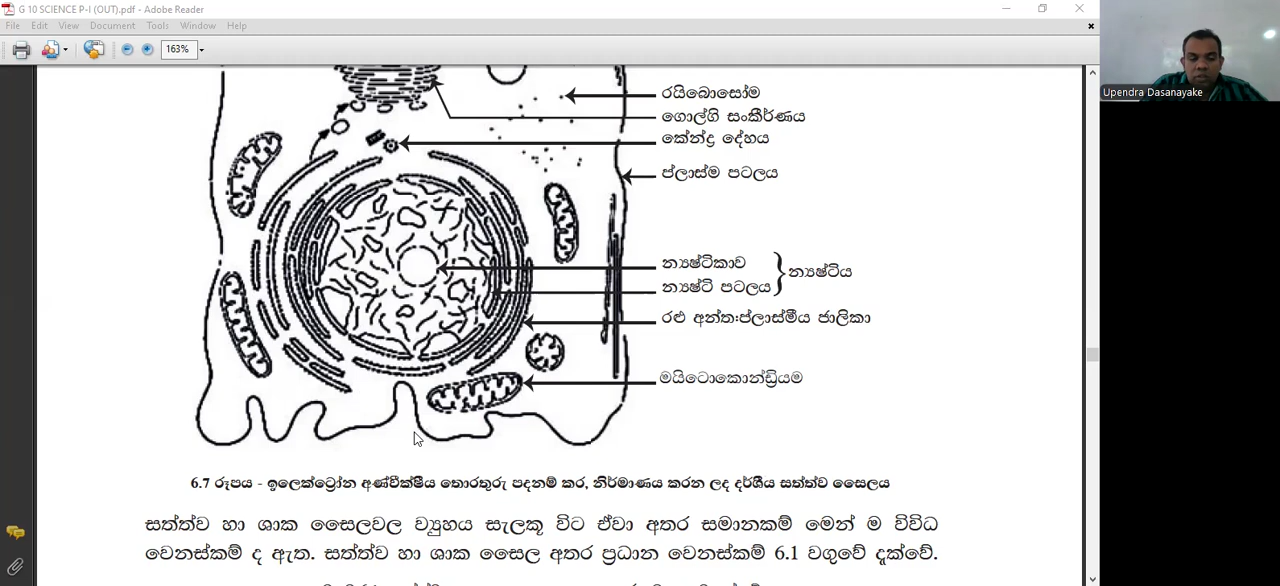 G 10 SCIENCE P-I (OUT).pdf - Adobe Reader
File Edit View Document Tools Window Help
163%
Upendra Dasanayake
රයිබොසෝම
ගොල්ගි සංකීර්ණය
කේන්ද්‍ර දේහය
ප්ලාස්ම පටලය
න්‍යෂ්ටිකාව
න්‍යෂ්ටි පටලය
න්‍යෂ්ටිය
රළු අන්තඃප්ලාස්මීය ජාලිකා
මයිටොකොන්ඩ්‍රියම
6.7 රූපය - ඉලෙක්ට්‍රෝන අණ්වීක්ෂීය තොරතුරු පදනම් කර, නිර්මාණය කරන ලද දර්ශීය සත්ත්ව සෛලය
සත්ත්ව හා ශාක සෛලවල ව්‍යුහය සැලකූ විට ඒවා අතර සමානකම් මෙන් ම විවිධ
වෙනස්කම් ද ඇත. සත්ත්ව හා ශාක සෛල අතර ප්‍රධාන වෙනස්කම් 6.1 වගුවේ දැක්වේ.